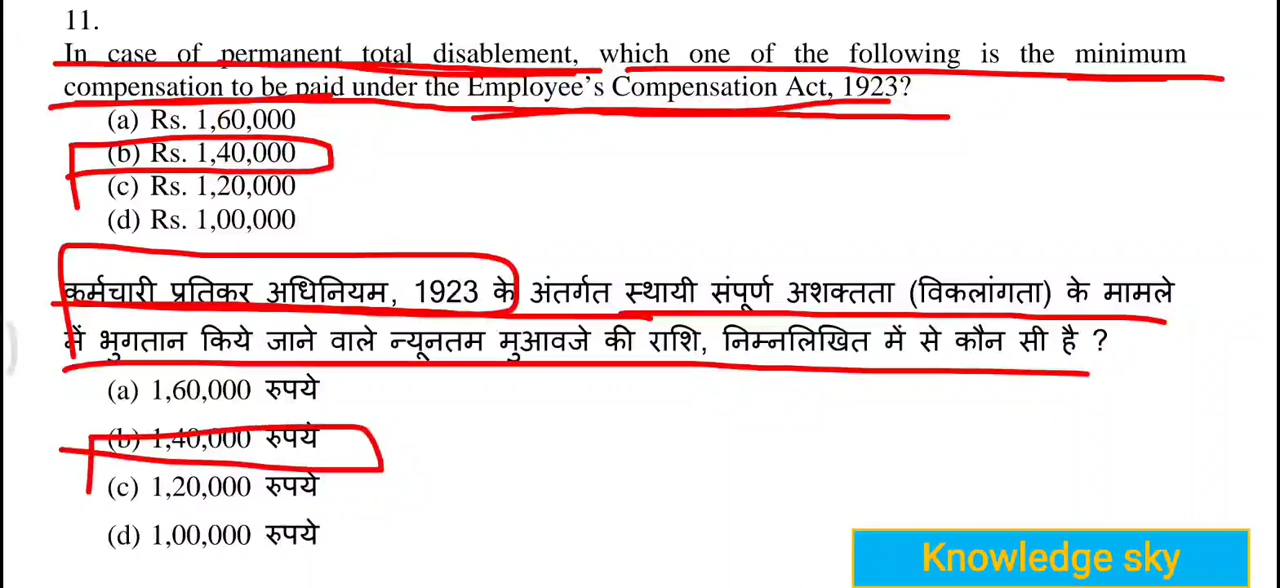 11.
In case of permanent total disablement, which one of the following is the minimum
compensation to be paid under the Employee's Compensation Act, 1923?
(a) Rs. 1,60,000
(b) Rs. 1,40,000
(c) Rs. 1,20,000
(d) Rs. 1,00,000
कर्मचारी प्रतिकर अधिनियम, 1923 के अंतर्गत स्थायी संपूर्ण अशक्तता (विकलांगता) के मामले
में भुगतान किये जाने वाले न्यूनतम मुआवजे की राशि, निम्नलिखित में से कौन सी है ?
(a) 1,60,000 रुपये
(b) 1,40,000 रुपये
(c) 1,20,000 रुपये
(d) 1,00,000 रुपये
Knowledge sky